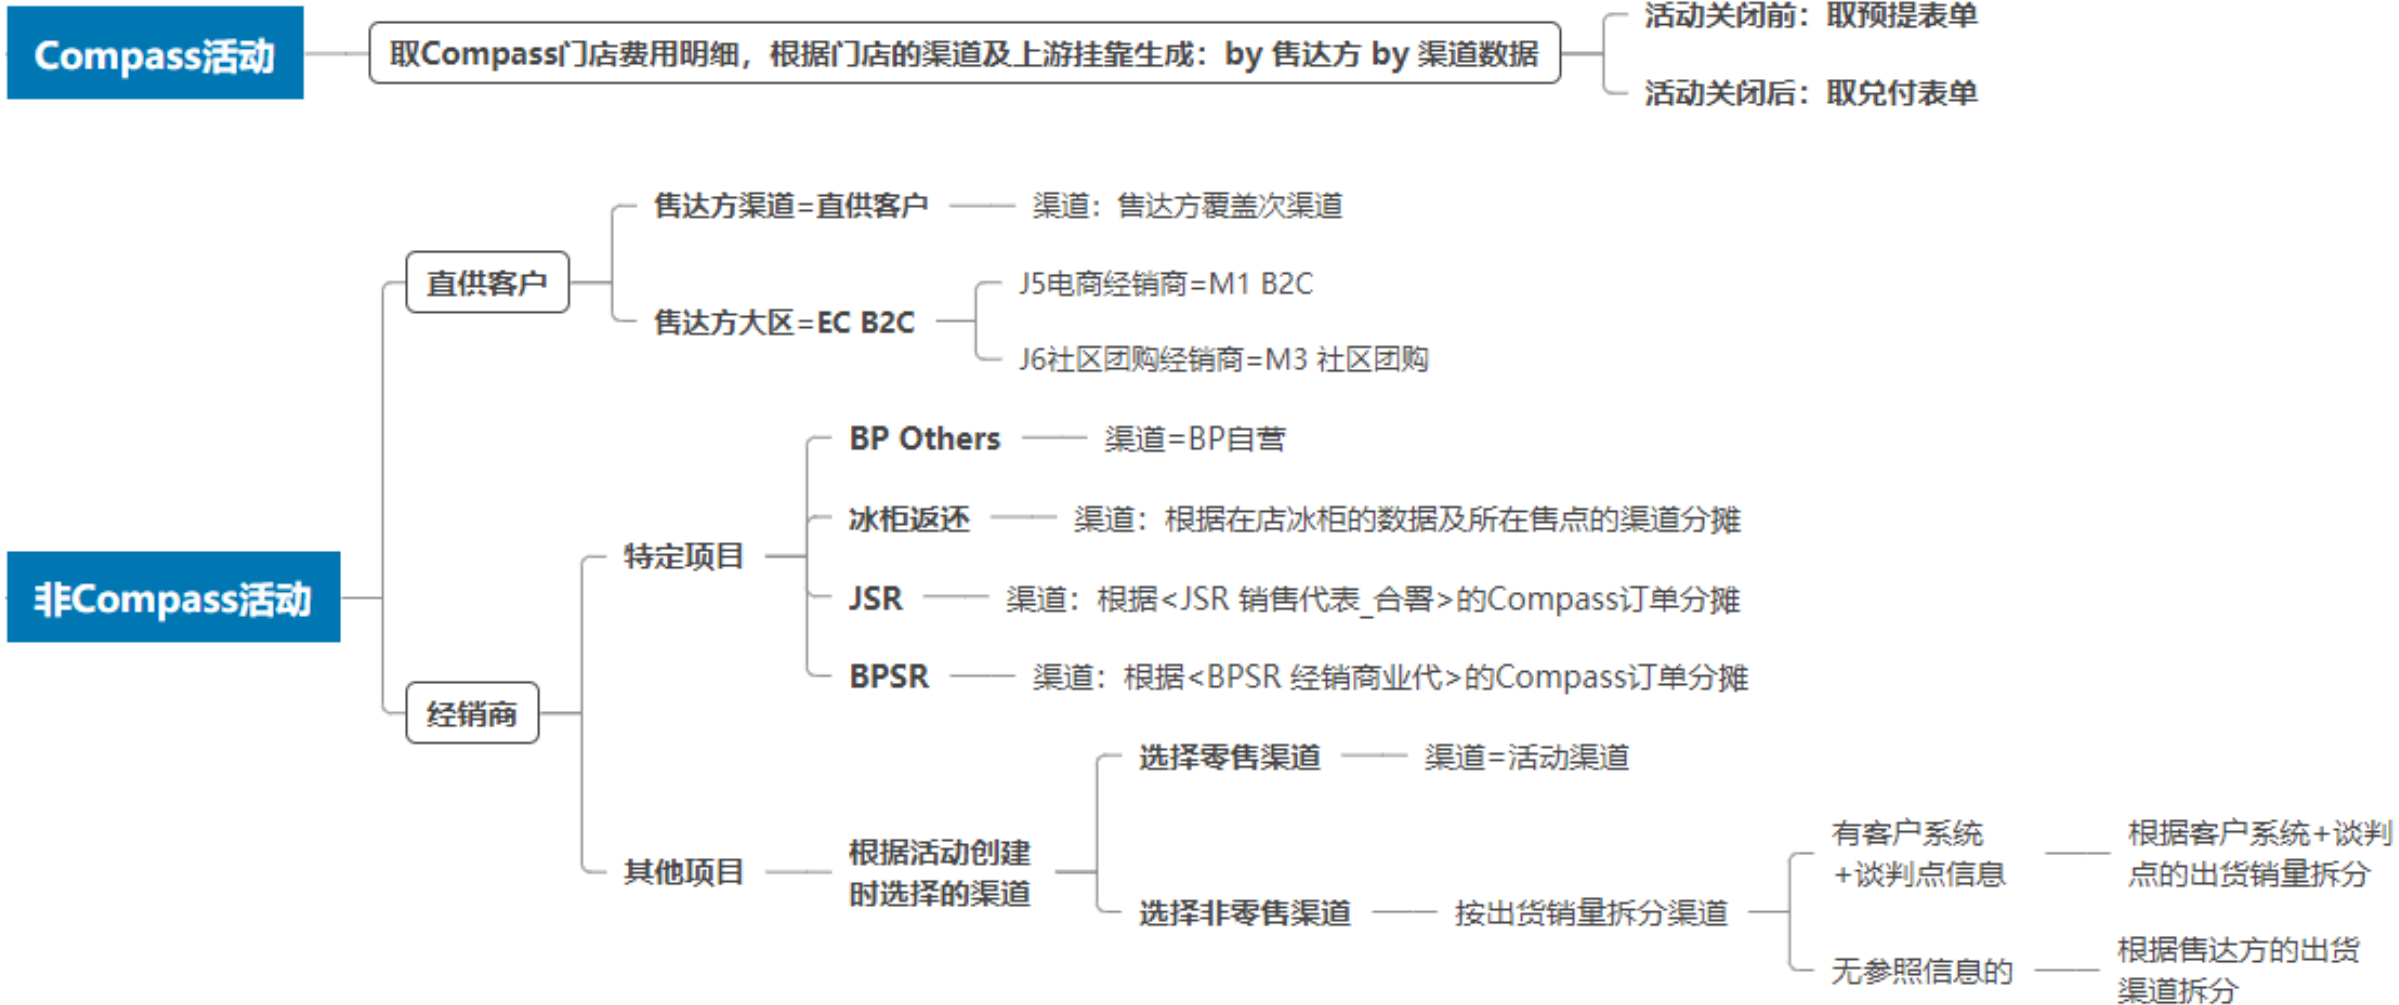 Compass活动
取Compass门店费用明细，根据门店的渠道及上游挂靠生成：by 售达方 by 渠道数据
活动关闭前：取预提表单
活动关闭后：取兑付表单
非Compass活动
直供客户
售达方渠道=直供客户
渠道：售达方覆盖次渠道
售达方大区=EC B2C
J5电商经销商=M1 B2C
J6社区团购经销商=M3 社区团购
经销商
特定项目
BP Others
渠道=BP自营
冰柜返还
渠道：根据在店冰柜的数据及所在售点的渠道分摊
JSR
渠道：根据<JSR 销售代表_合署>的Compass订单分摊
BPSR
渠道：根据<BPSR 经销商业代>的Compass订单分摊
其他项目
根据活动创建
时选择的渠道
选择零售渠道
渠道=活动渠道
选择非零售渠道
按出货销量拆分渠道
有客户系统
+谈判点信息
根据客户系统+谈判
点的出货销量拆分
无参照信息的
根据售达方的出货
渠道拆分